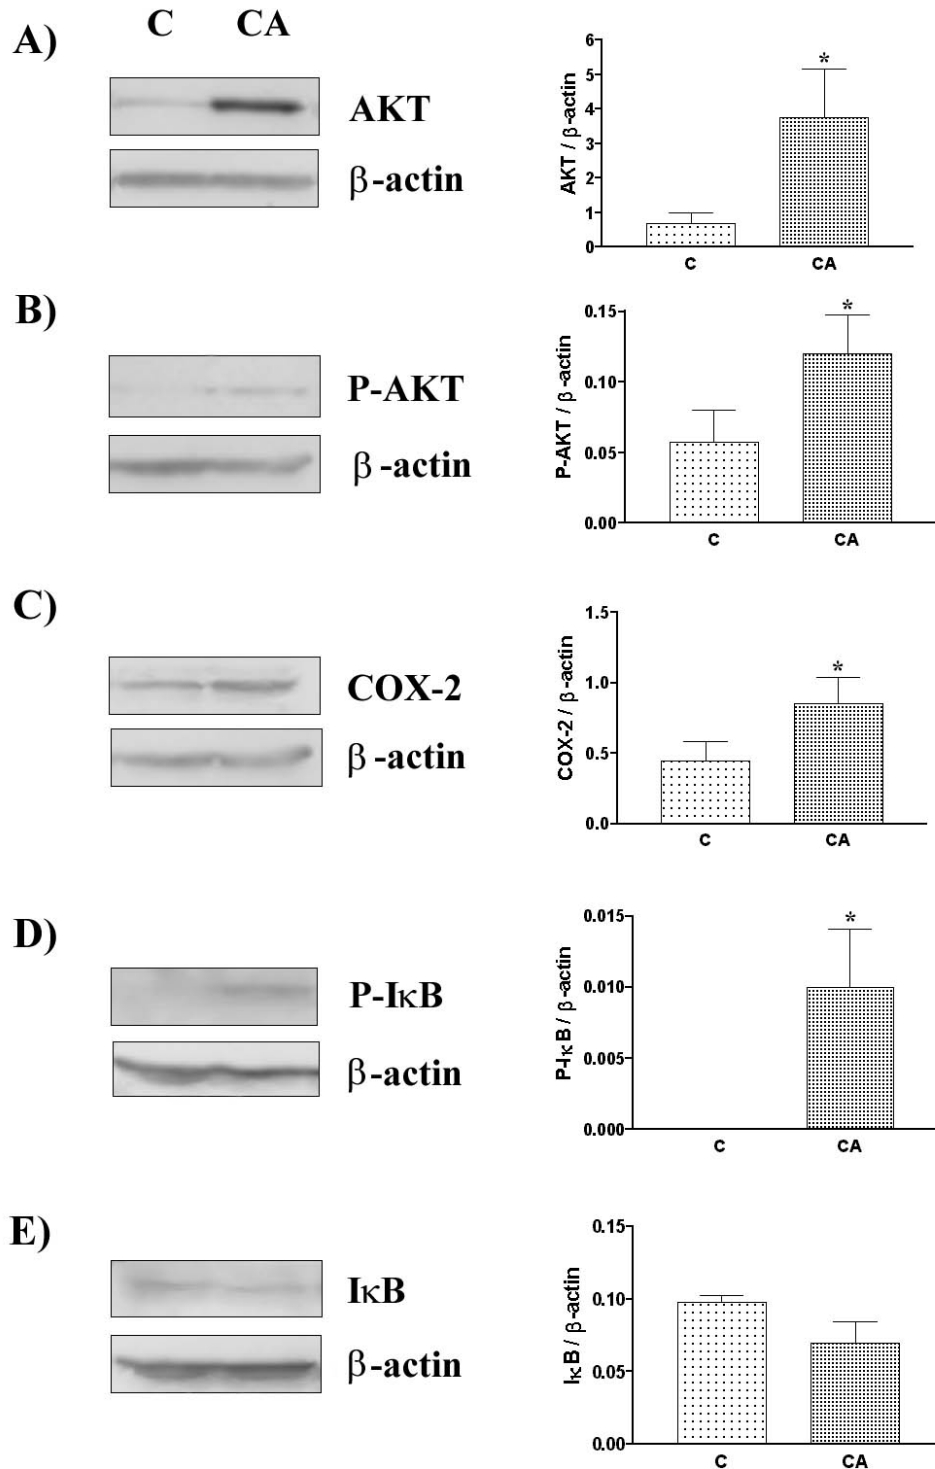 C CA
A)
AKT
β-actin
6
5
4
3
2
1
0
AKT / β-actin
*
C CA
B)
P-AKT
β-actin
0.15
0.10
0.05
0.00
P-AKT / β-actin
*
C CA
C)
COX-2
β-actin
1.5
1.0
0.5
0.0
COX-2 / β-actin
*
C CA
D)
P-IκB
β-actin
0.015
0.010
0.005
0.000
P-IκB / β-actin
*
C CA
E)
IκB
β-actin
0.15
0.10
0.05
0.00
IκB / β-actin
C CA